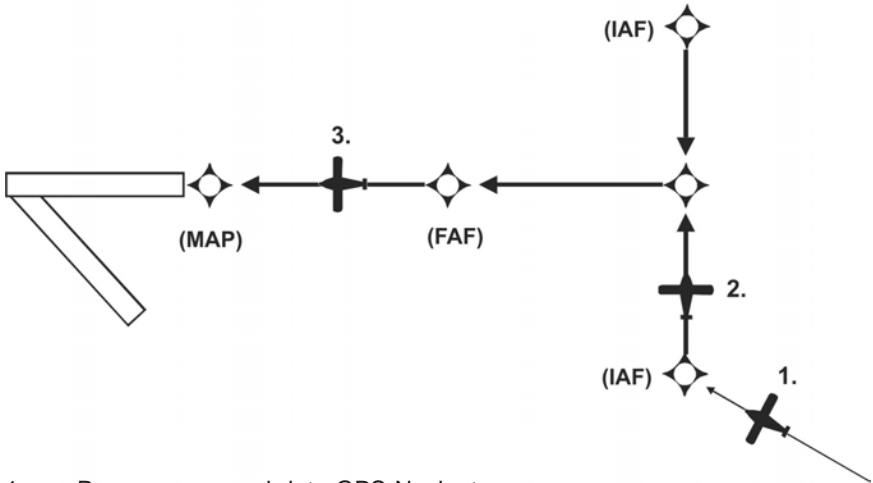 (IAF)
3.
(MAP)
(FAF)
2.
(IAF)
1.